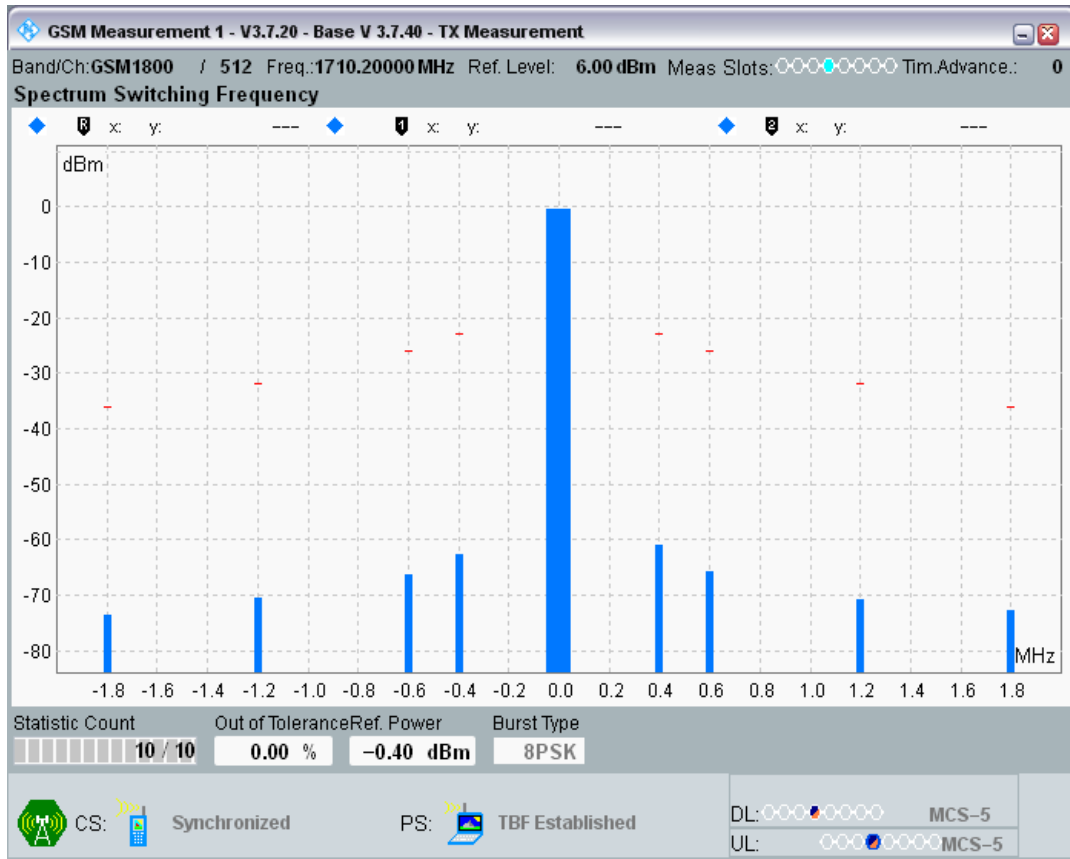 GSM Measurement 1 - V3.7.20 - Base V 3.7.40 - TX Measurement
Band/Ch:GSM1800 / 512 Freq.:1710.20000 MHz Ref. Level: 6.00 dBm Meas Slots: Tim.Advance.: 0
Spectrum Switching Frequency
R x: y: --- 1 x: y: --- 2 x: y: ---
dBm
0
-10
-20
-30
-40
-50
-60
-70
-80
MHz
-1.8 -1.6 -1.4 -1.2 -1.0 -0.8 -0.6 -0.4 -0.2 0.0 0.2 0.4 0.6 0.8 1.0 1.2 1.4 1.6 1.8
Statistic Count Out of Tolerance Ref. Power Burst Type
10 / 10 0.00 % −0.40 dBm 8PSK
CS: Synchronized PS: TBF Established
DL: MCS−5
UL: MCS−5